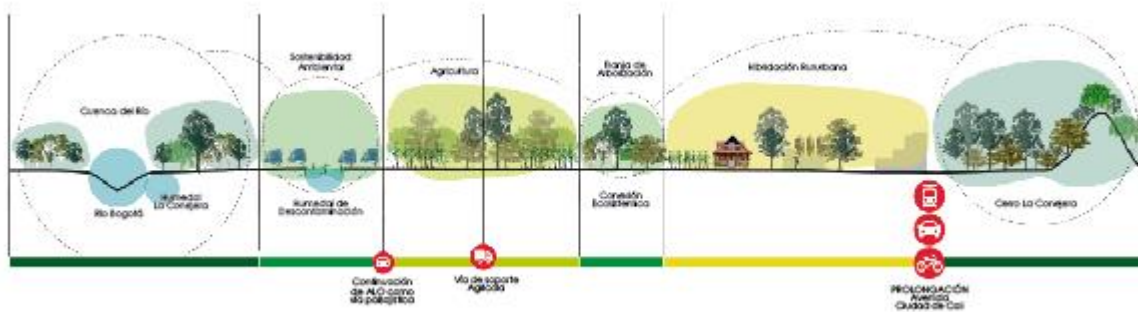 Sostenibilidad
Ambiental
Agricultura
Franja de
Arborización
Hibridación Rururbana
Cuenca del Río
Río Bogotá
Humedal
La Conejera
Humedal de
Descontaminación
Conexión
Ecosistémica
Cerro La Conejera
Continuación
de ALO como
vía paisajística
Vía de soporte
Agrícola
PROLONGACIÓN
Avenida
Ciudad de Cali